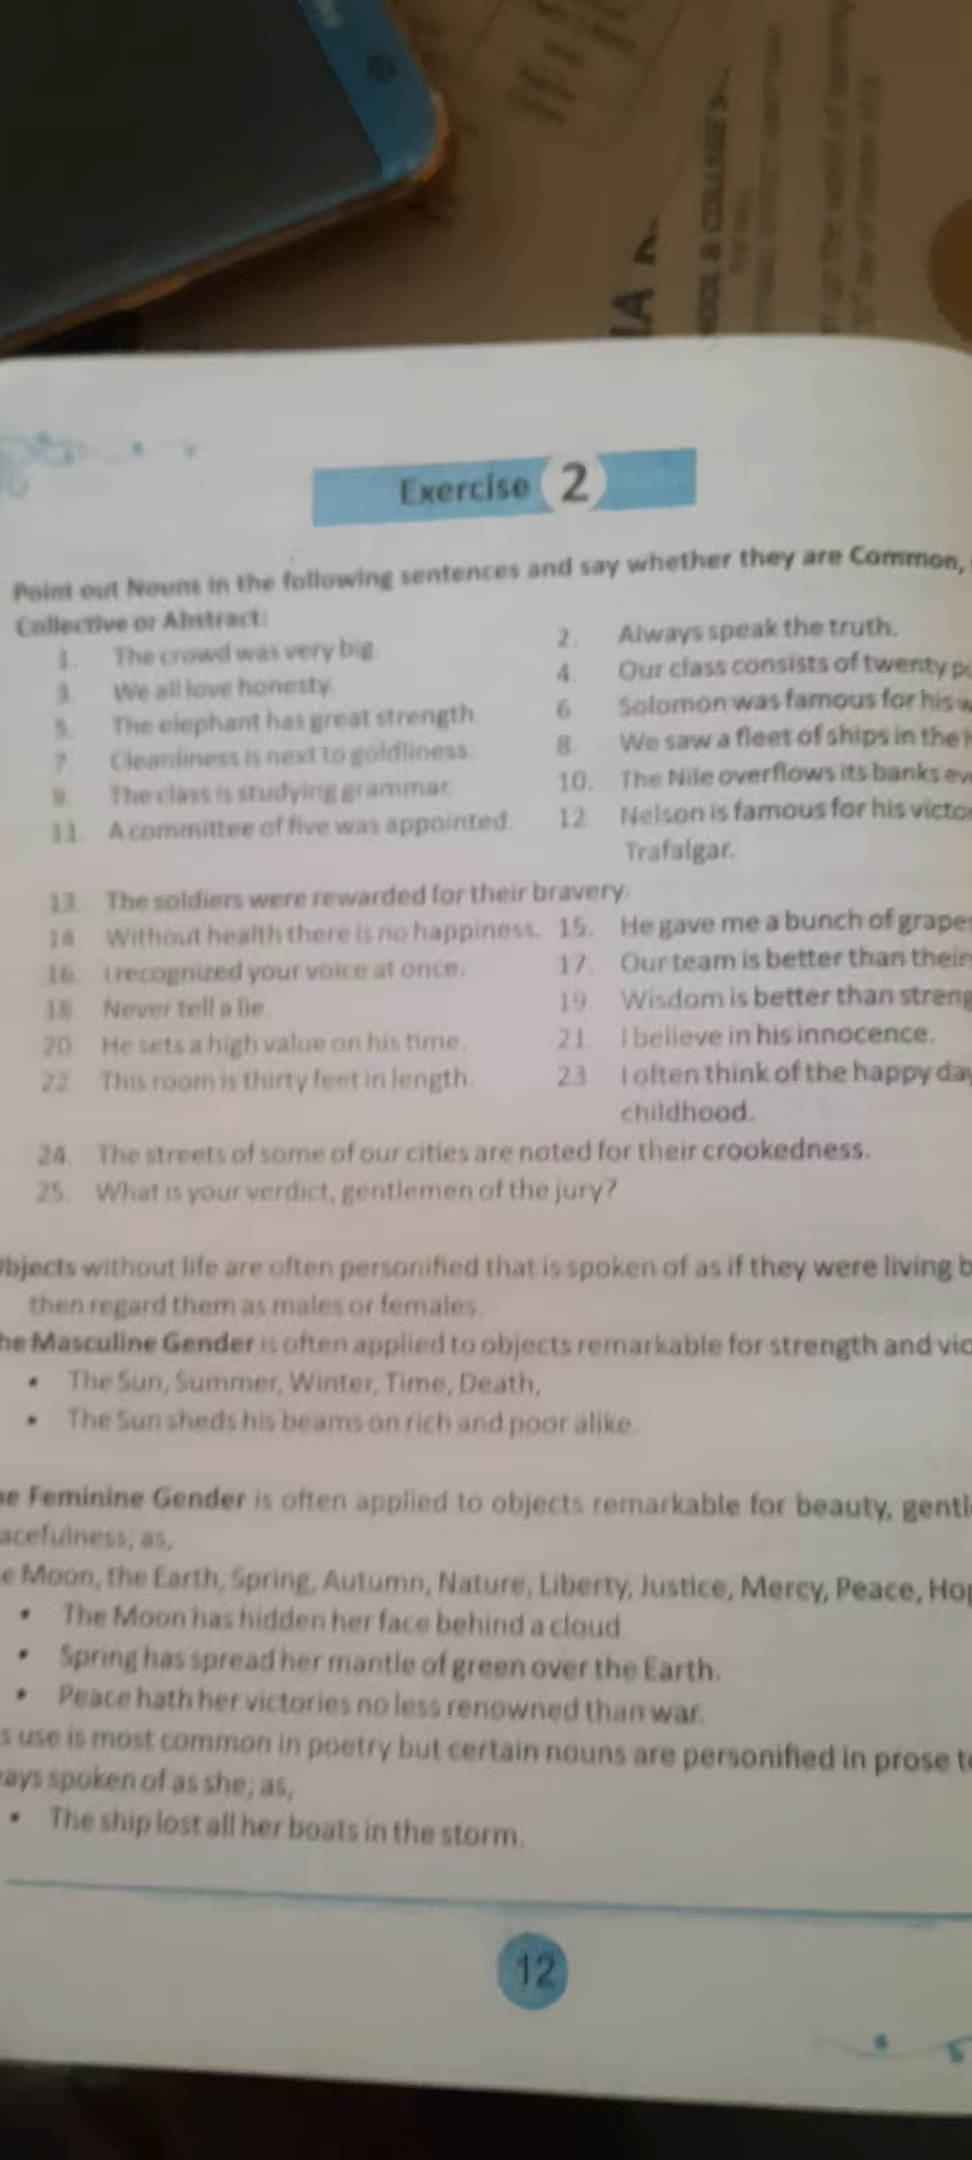 & COLLEGES
Exercise 2
Point out Nouns in the following sentences and say whether they are Common,
Collective or Abstract:
1. The crowd was very big.
2. Always speak the truth.
3. We all love honesty.
4. Our class consists of twenty
5. The elephant has great strength.
6. Solomon was famous for his
7. Cleanliness is next to goldliness.
8. We saw a fleet of ships in the
9. The class is studying grammar.
10. The Nile overflows its banks
11. A committee of five was appointed.
12. Nelson is famous for his
Trafalgar.
13. The soldiers were rewarded for their bravery.
14. Without health there is no happiness.
15. He gave me a bunch of
16. I recognized your voice at once.
17. Our team is better than
18. Never tell a lie.
19. Wisdom is better than
20. He sets a high value on his time.
21. I believe in his innocence.
22. This room is thirty feet in length.
23. I often think of the happy
childhood.
24. The streets of some of our cities are noted for their crookedness.
25. What is your verdict, gentlemen of the jury?
bjects without life are often personified that is spoken of as if they were living
then regard them as males or females.
he Masculine Gender is often applied to objects remarkable for strength and
• The Sun, Summer, Winter, Time, Death,
• The Sun sheds his beams on rich and poor alike.
e Feminine Gender is often applied to objects remarkable for beauty,
acefulness; as,
e Moon, the Earth, Spring, Autumn, Nature, Liberty, Justice, Mercy, Peace,
• The Moon has hidden her face behind a cloud.
• Spring has spread her mantle of green over the Earth.
• Peace hath her victories no less renowned than war.
s use is most common in poetry but certain nouns are personified in prose
ays spoken of as she; as,
• The ship lost all her boats in the storm.
12